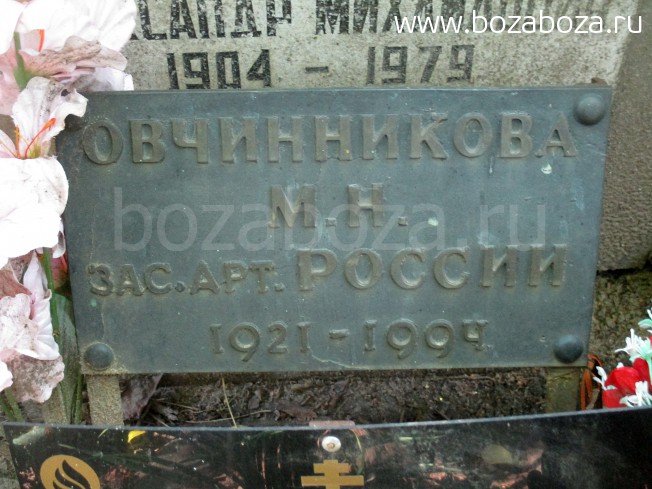 www.bozaboza.ru
1904 - 1979
ОВЧИННИКОВА
М.Н.
bozaboza.ru
ЗАС.АРТ. РОССИИ
1921-1994